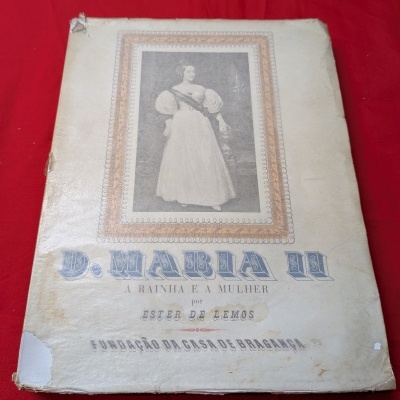 D. MARIA II
A RAINHA E A MULHER
por
ESTER DE LEMOS
FUNDAÇÃO DA CASA DE BRAGANÇA